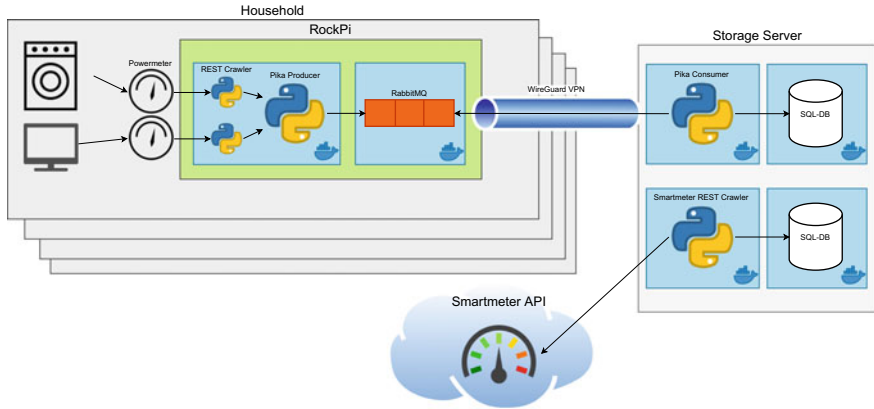 Household
RockPi
Storage Server
Powermeter
REST Crawler
Pika Producer
RabbitMQ
WireGuard VPN
Pika Consumer
SQL-DB
Smartmeter REST Crawler
SQL-DB
Smartmeter API